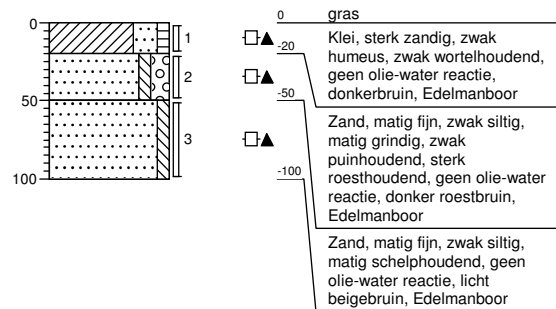 0
50
100
1
2
3
0 gras
Klei, sterk zandig, zwak
humeus, zwak wortelhoudend,
geen olie-water reactie,
donkerbruin, Edelmanboor
-20
Zand, matig fijn, zwak siltig,
matig grindig, zwak
puinhoudend, sterk
roesthoudend, geen olie-water
reactie, donker roestbruin,
Edelmanboor
-50
Zand, matig fijn, zwak siltig,
matig schelphoudend, geen
olie-water reactie, licht
beigebruin, Edelmanboor
-100